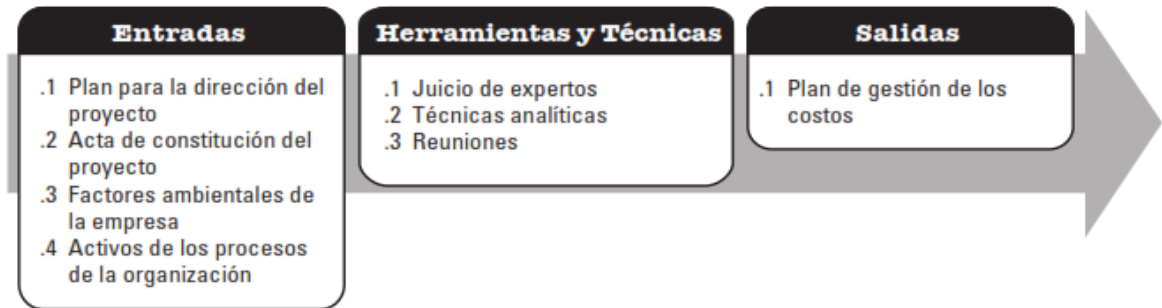 Entradas
.1 Plan para la dirección del
proyecto
.2 Acta de constitución del
proyecto
.3 Factores ambientales de
la empresa
.4 Activos de los procesos
de la organización
Herramientas y Técnicas
.1 Juicio de expertos
.2 Técnicas analíticas
.3 Reuniones
Salidas
.1 Plan de gestión de los
costos